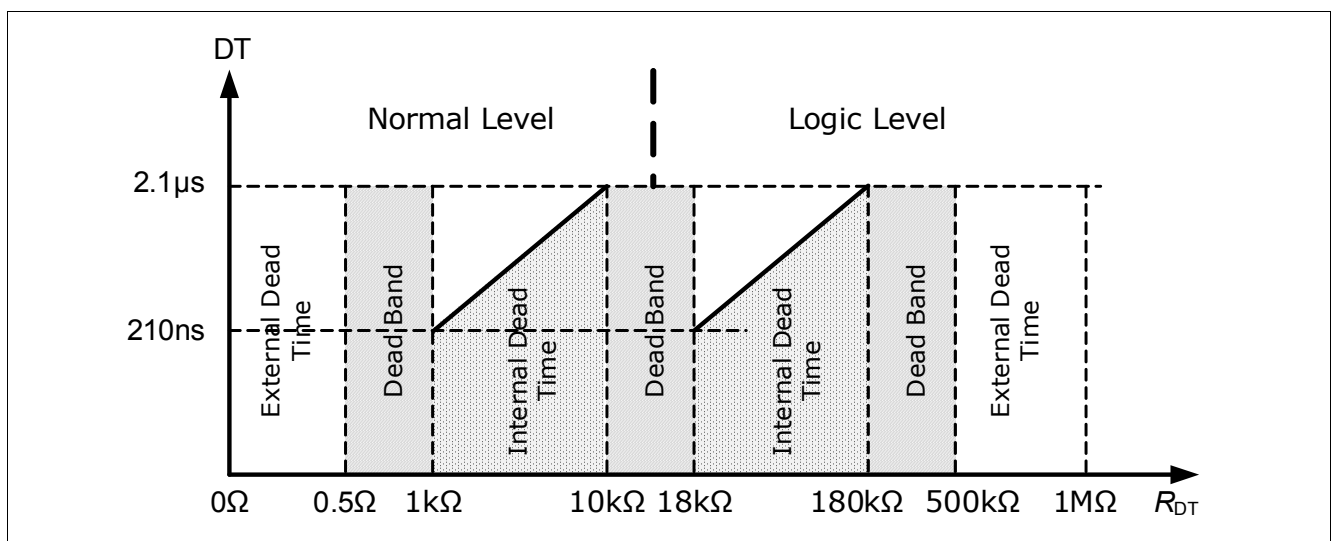 DT
Normal Level
Logic Level
2.1µs
210ns
External Dead
Time
Dead Band
Internal Dead
Time
Dead Band
Internal Dead
Time
Dead Band
External Dead
Time
0Ω 0.5Ω 1kΩ 10kΩ 18kΩ 180kΩ 500kΩ 1MΩ RDT